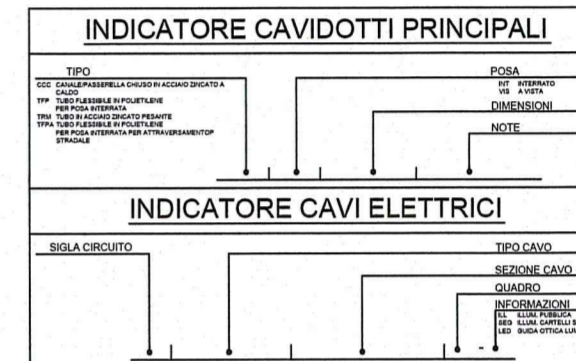 INDICATORE CAVIDOTTI PRINCIPALI
TIPO
CCC CANALE/PASSERELLA CHIUSO IN ACCIAIO ZINCATO A
CALDO
TFP TUBO FLESSIBILE IN POLIETILENE
PER POSA INTERRATA
TRM TUBO IN ACCIAIO ZINCATO PESANTE
TFPA TUBO FLESSIBILE IN POLIETILENE
PER POSA INTERRATA PER ATTRAVERSAMENTOP
STRADALE
POSA
INT INTERRATO
VIS A VISTA
DIMENSIONI
NOTE
INDICATORE CAVI ELETTRICI
SIGLA CIRCUITO
TIPO CAVO
SEZIONE CAVO
QUADRO
INFORMAZIONI
ILL ILLUM. PUBBLICA
SEG ILLUM. CARTELLI
LED GUIDA OTTICA
-